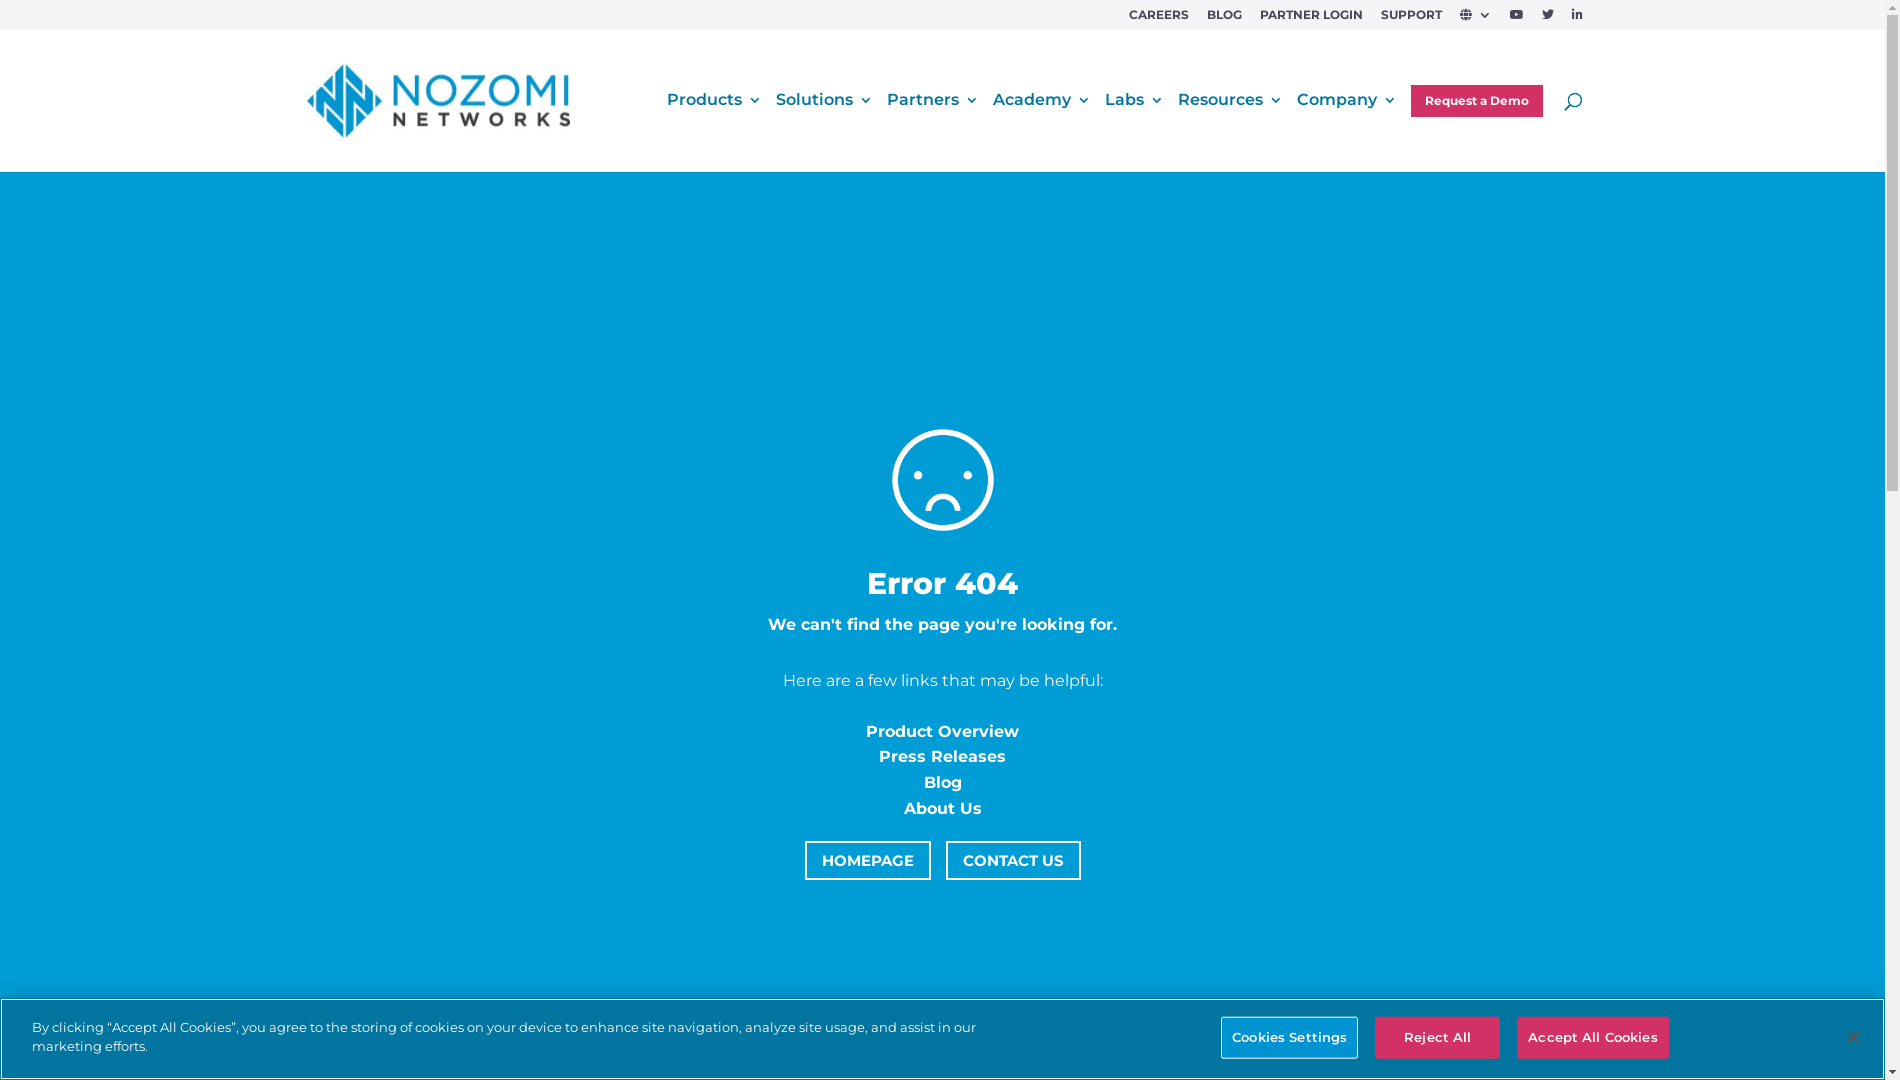 CAREERS BLOG PARTNER LOGIN SUPPORT
NOZOMI
NETWORKS
Products Solutions Partners Academy Labs Resources Company Request a Demo
Error 404
We can't find the page you're looking for.
Here are a few links that may be helpful:
Product Overview
Press Releases
Blog
About Us
HOMEPAGE CONTACT US
By clicking “Accept All Cookies”, you agree to the storing of cookies on your device to enhance site navigation, analyze site usage, and assist in our
marketing efforts.
Cookies Settings Reject All Accept All Cookies